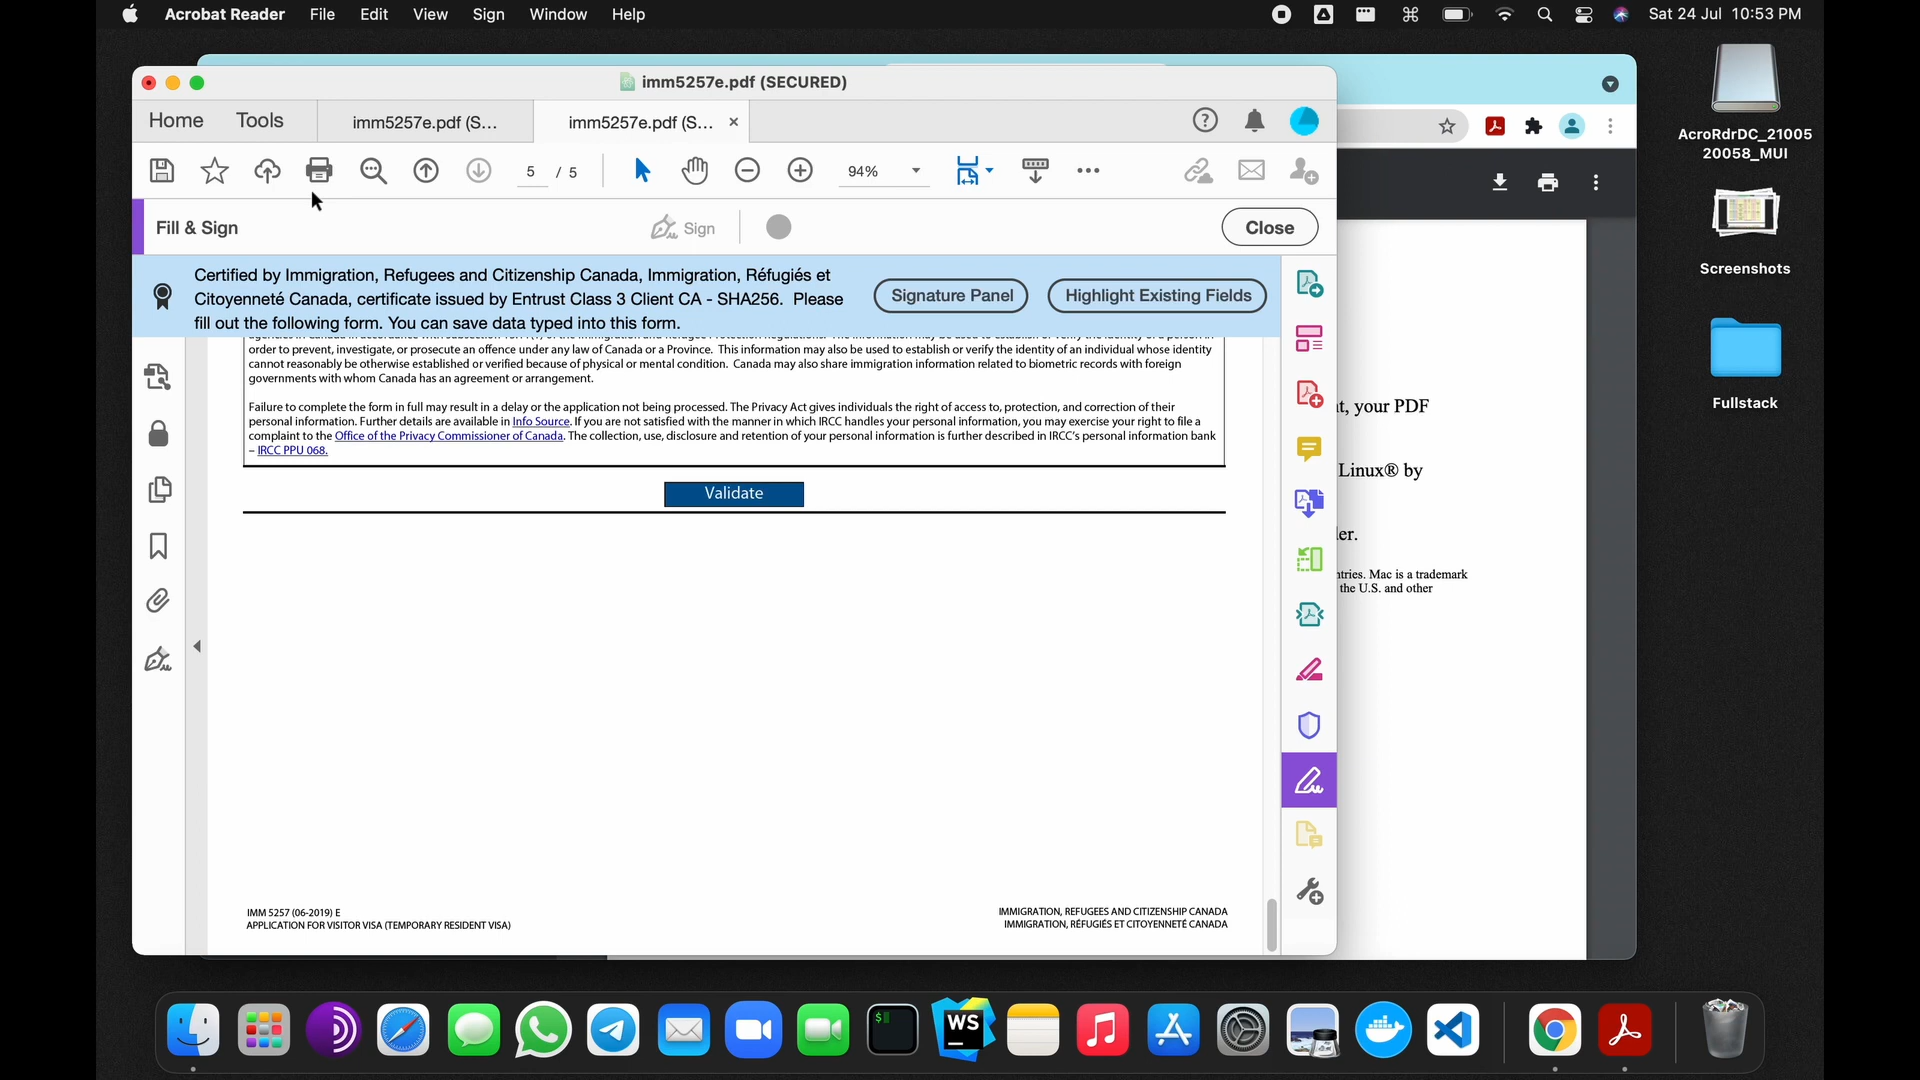 Acrobat Reader File Edit View Sign Window Help Sat 24 Jul 10:53 PM
imm5257e.pdf (SECURED)
Home Tools imm5257e.pdf (S... imm5257e.pdf (S... ×
5 / 5 94%
Fill & Sign Sign Close
Certified by Immigration, Refugees and Citizenship Canada, Immigration, Réfugiés et
Citoyenneté Canada, certificate issued by Entrust Class 3 Client CA - SHA256. Please
fill out the following form. You can save data typed into this form.
Signature Panel Highlight Existing Fields
order to prevent, investigate, or prosecute an offence under any law of Canada or a Province. This information may also be used to establish or verify the identity of an individual whose identity
cannot reasonably be otherwise established or verified because of physical or mental condition. Canada may also share immigration information related to biometric records with foreign
governments with whom Canada has an agreement or arrangement.
Failure to complete the form in full may result in a delay or the application not being processed. The Privacy Act gives individuals the right of access to, protection, and correction of their
personal information. Further details are available in Info Source. If you are not satisfied with the manner in which IRCC handles your personal information, you may exercise your right to file a
complaint to the Office of the Privacy Commissioner of Canada. The collection, use, disclosure and retention of your personal information is further described in IRCC's personal information bank
– IRCC PPU 068.
Validate
IMM 5257 (06-2019) E
APPLICATION FOR VISITOR VISA (TEMPORARY RESIDENT VISA)
IMMIGRATION, REFUGEES AND CITIZENSHIP CANADA
IMMIGRATION, RÉFUGIÉS ET CITOYENNETÉ CANADA
t, your PDF
Linux® by
er.
ntries. Mac is a trademark
the U.S. and other
AcroRdrDC_21005
20058_MUI
Screenshots
Fullstack
WS